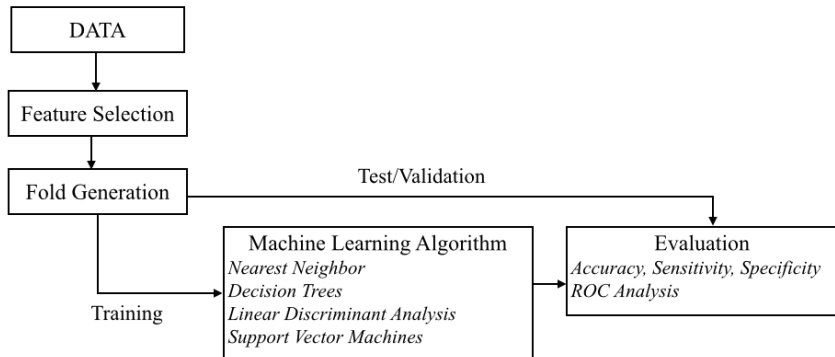 DATA
Feature Selection
Fold Generation
Test/Validation
Training
Machine Learning Algorithm
Nearest Neighbor
Decision Trees
Linear Discriminant Analysis
Support Vector Machines
Evaluation
Accuracy, Sensitivity, Specificity
ROC Analysis